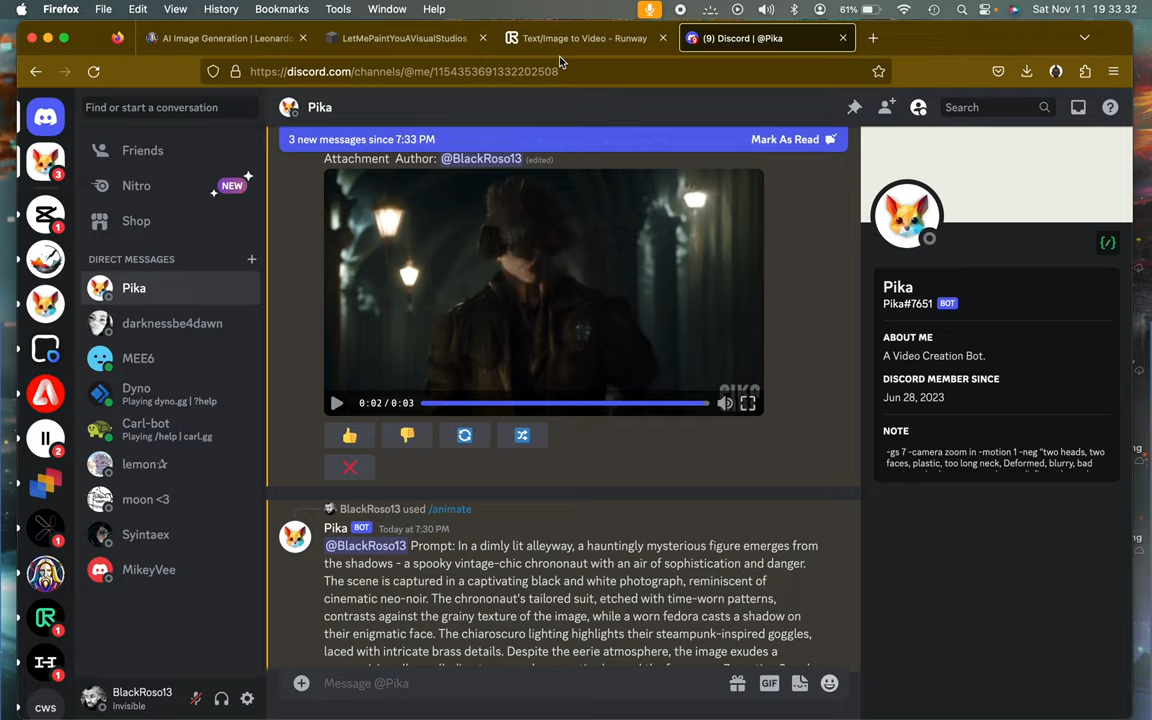 Firefox File Edit View History Bookmarks Tools Window Help 61% Sat Nov 11 19 33 32
AI Image Generation | Leonardo
LetMePaintYouAVisualStudios
Text/Image to Video - Runway
(9) Discord | @Pika
https://discord.com/channels/@me/1154353691332202508
Find or start a conversation
Pika
Search
3
3 new messages since 7:33 PM Mark As Read
Attachment Author: @BlackRoso13 (edited)
Friends
Nitro NEW
Shop
1
DIRECT MESSAGES
Pika
darknessbe4dawn
MEE6
Dyno
Playing dyno.gg | ?help
Carl-bot
Playing /help | carl.gg
2
lemon☆
moon <3
1
Syintaex
MikeyVee
1
1
CWS
BlackRoso13
Invisible
PIKA
0:02 / 0:03
BlackRoso13 used /animate
Pika BOT Today at 7:30 PM
@BlackRoso13 Prompt: In a dimly lit alleyway, a hauntingly mysterious figure emerges from
the shadows - a spooky vintage-chic chrononaut with an air of sophistication and danger.
The scene is captured in a captivating black and white photograph, reminiscent of
cinematic neo-noir. The chrononaut's tailored suit, etched with time-worn patterns,
contrasts against the grainy texture of the image, while a worn fedora casts a shadow on
their enigmatic face. The chiaroscuro lighting highlights their steampunk-inspired goggles,
laced with intricate brass details. Despite the eerie atmosphere, the image exudes a
Message @Pika
GIF
Pika
Pika#7651 BOT
ABOUT ME
A Video Creation Bot.
DISCORD MEMBER SINCE
Jun 28, 2023
NOTE
-gs 7 -camera zoom in -motion 1 -neg "two heads, two
faces, plastic, too long neck, Deformed, blurry, bad
ng
ng